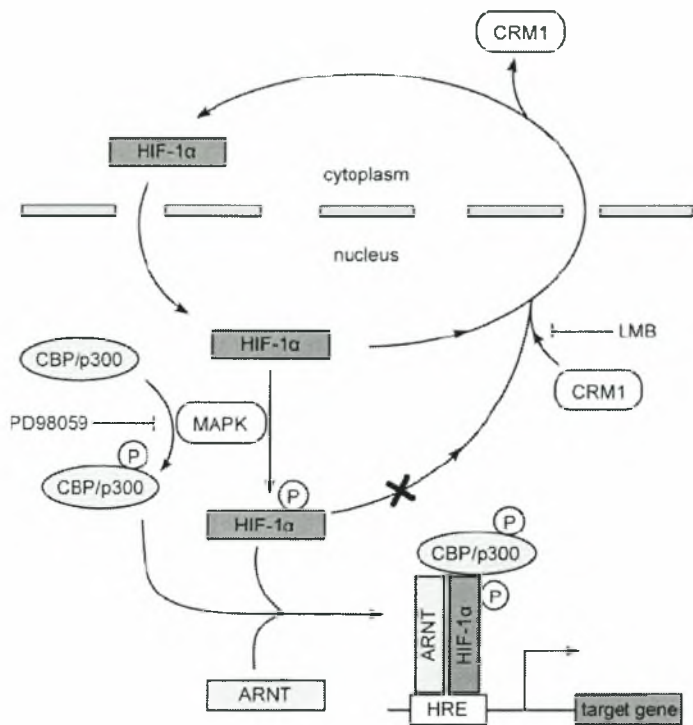 CRM1
HIF-1α
cytoplasm
nucleus
HIF-1α
LMB
CBP/p300
CRM1
PD98059
MAPK
P
CBP/p300
P
HIF-1α
P
CBP/p300
P
ARNT
HIF-1α
ARNT
HRE
target gene